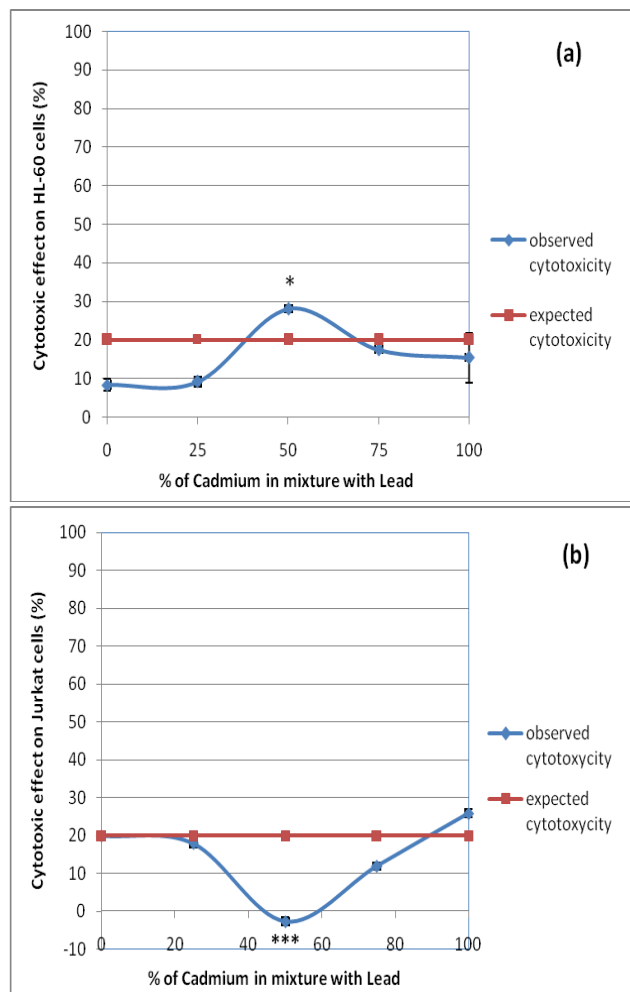 (a)
Cytotoxic effect on HL-60 cells (%)
100
90
80
70
60
50
40
30
20
10
0
*
0 25 50 75 100
% of Cadmium in mixture with Lead
observed
cytotoxicity
expected
cytotoxicity
(b)
Cytotoxic effect on Jurkat cells (%)
100
90
80
70
60
50
40
30
20
10
0
-10
***
0 20 40 60 80 100
% of Cadmium in mixture with Lead
observed
cytotoxycity
expected
cytotoxycity